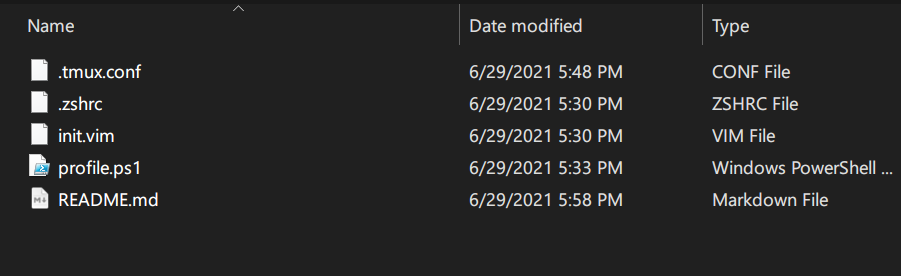 Name Date modified Type
.tmux.conf 6/29/2021 5:48 PM CONF File
.zshrc 6/29/2021 5:30 PM ZSHRC File
init.vim 6/29/2021 5:30 PM VIM File
profile.ps1 6/29/2021 5:33 PM Windows PowerShell ...
README.md 6/29/2021 5:58 PM Markdown File